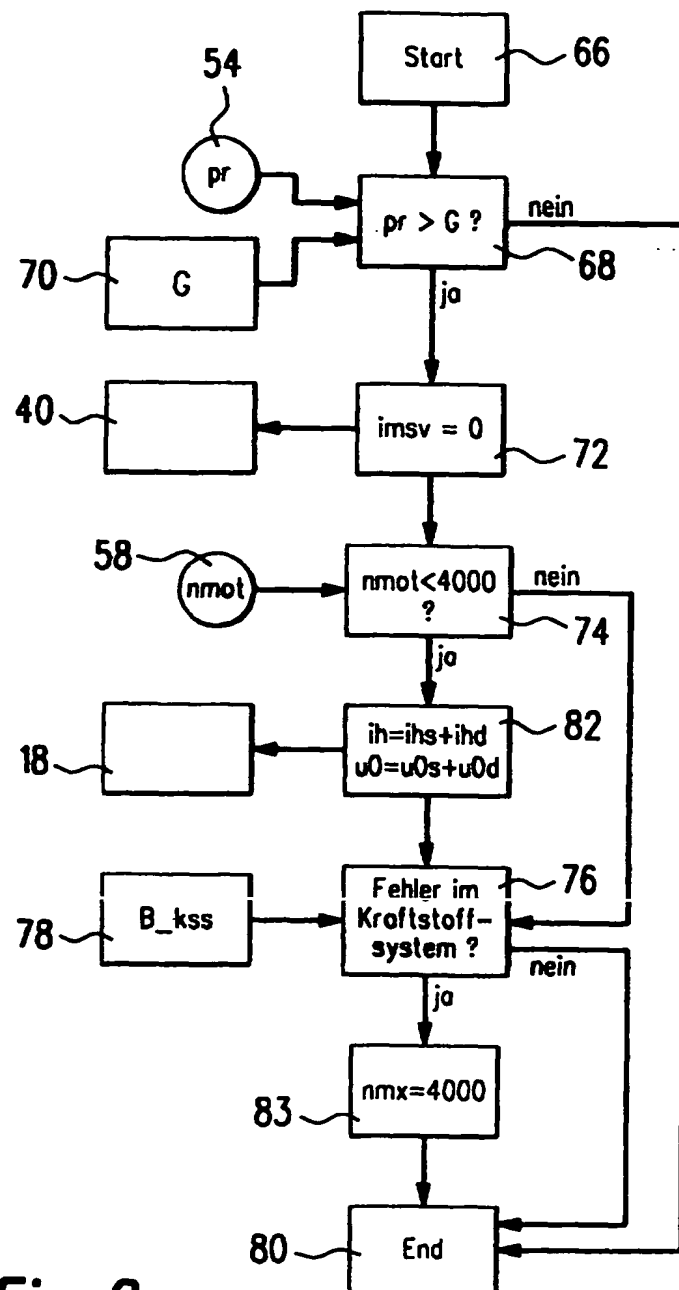 Start
66
54
pr
pr > G ?
nein
68
70
G
ja
40
imsv = 0
72
58
nmot
nmot<4000
?
nein
74
ja
18
ih=ihs+ihd
u0=u0s+u0d
82
78
B_kss
Fehler im
Kraftstoff-
system ?
76
nein
ja
nmx=4000
83
80
End